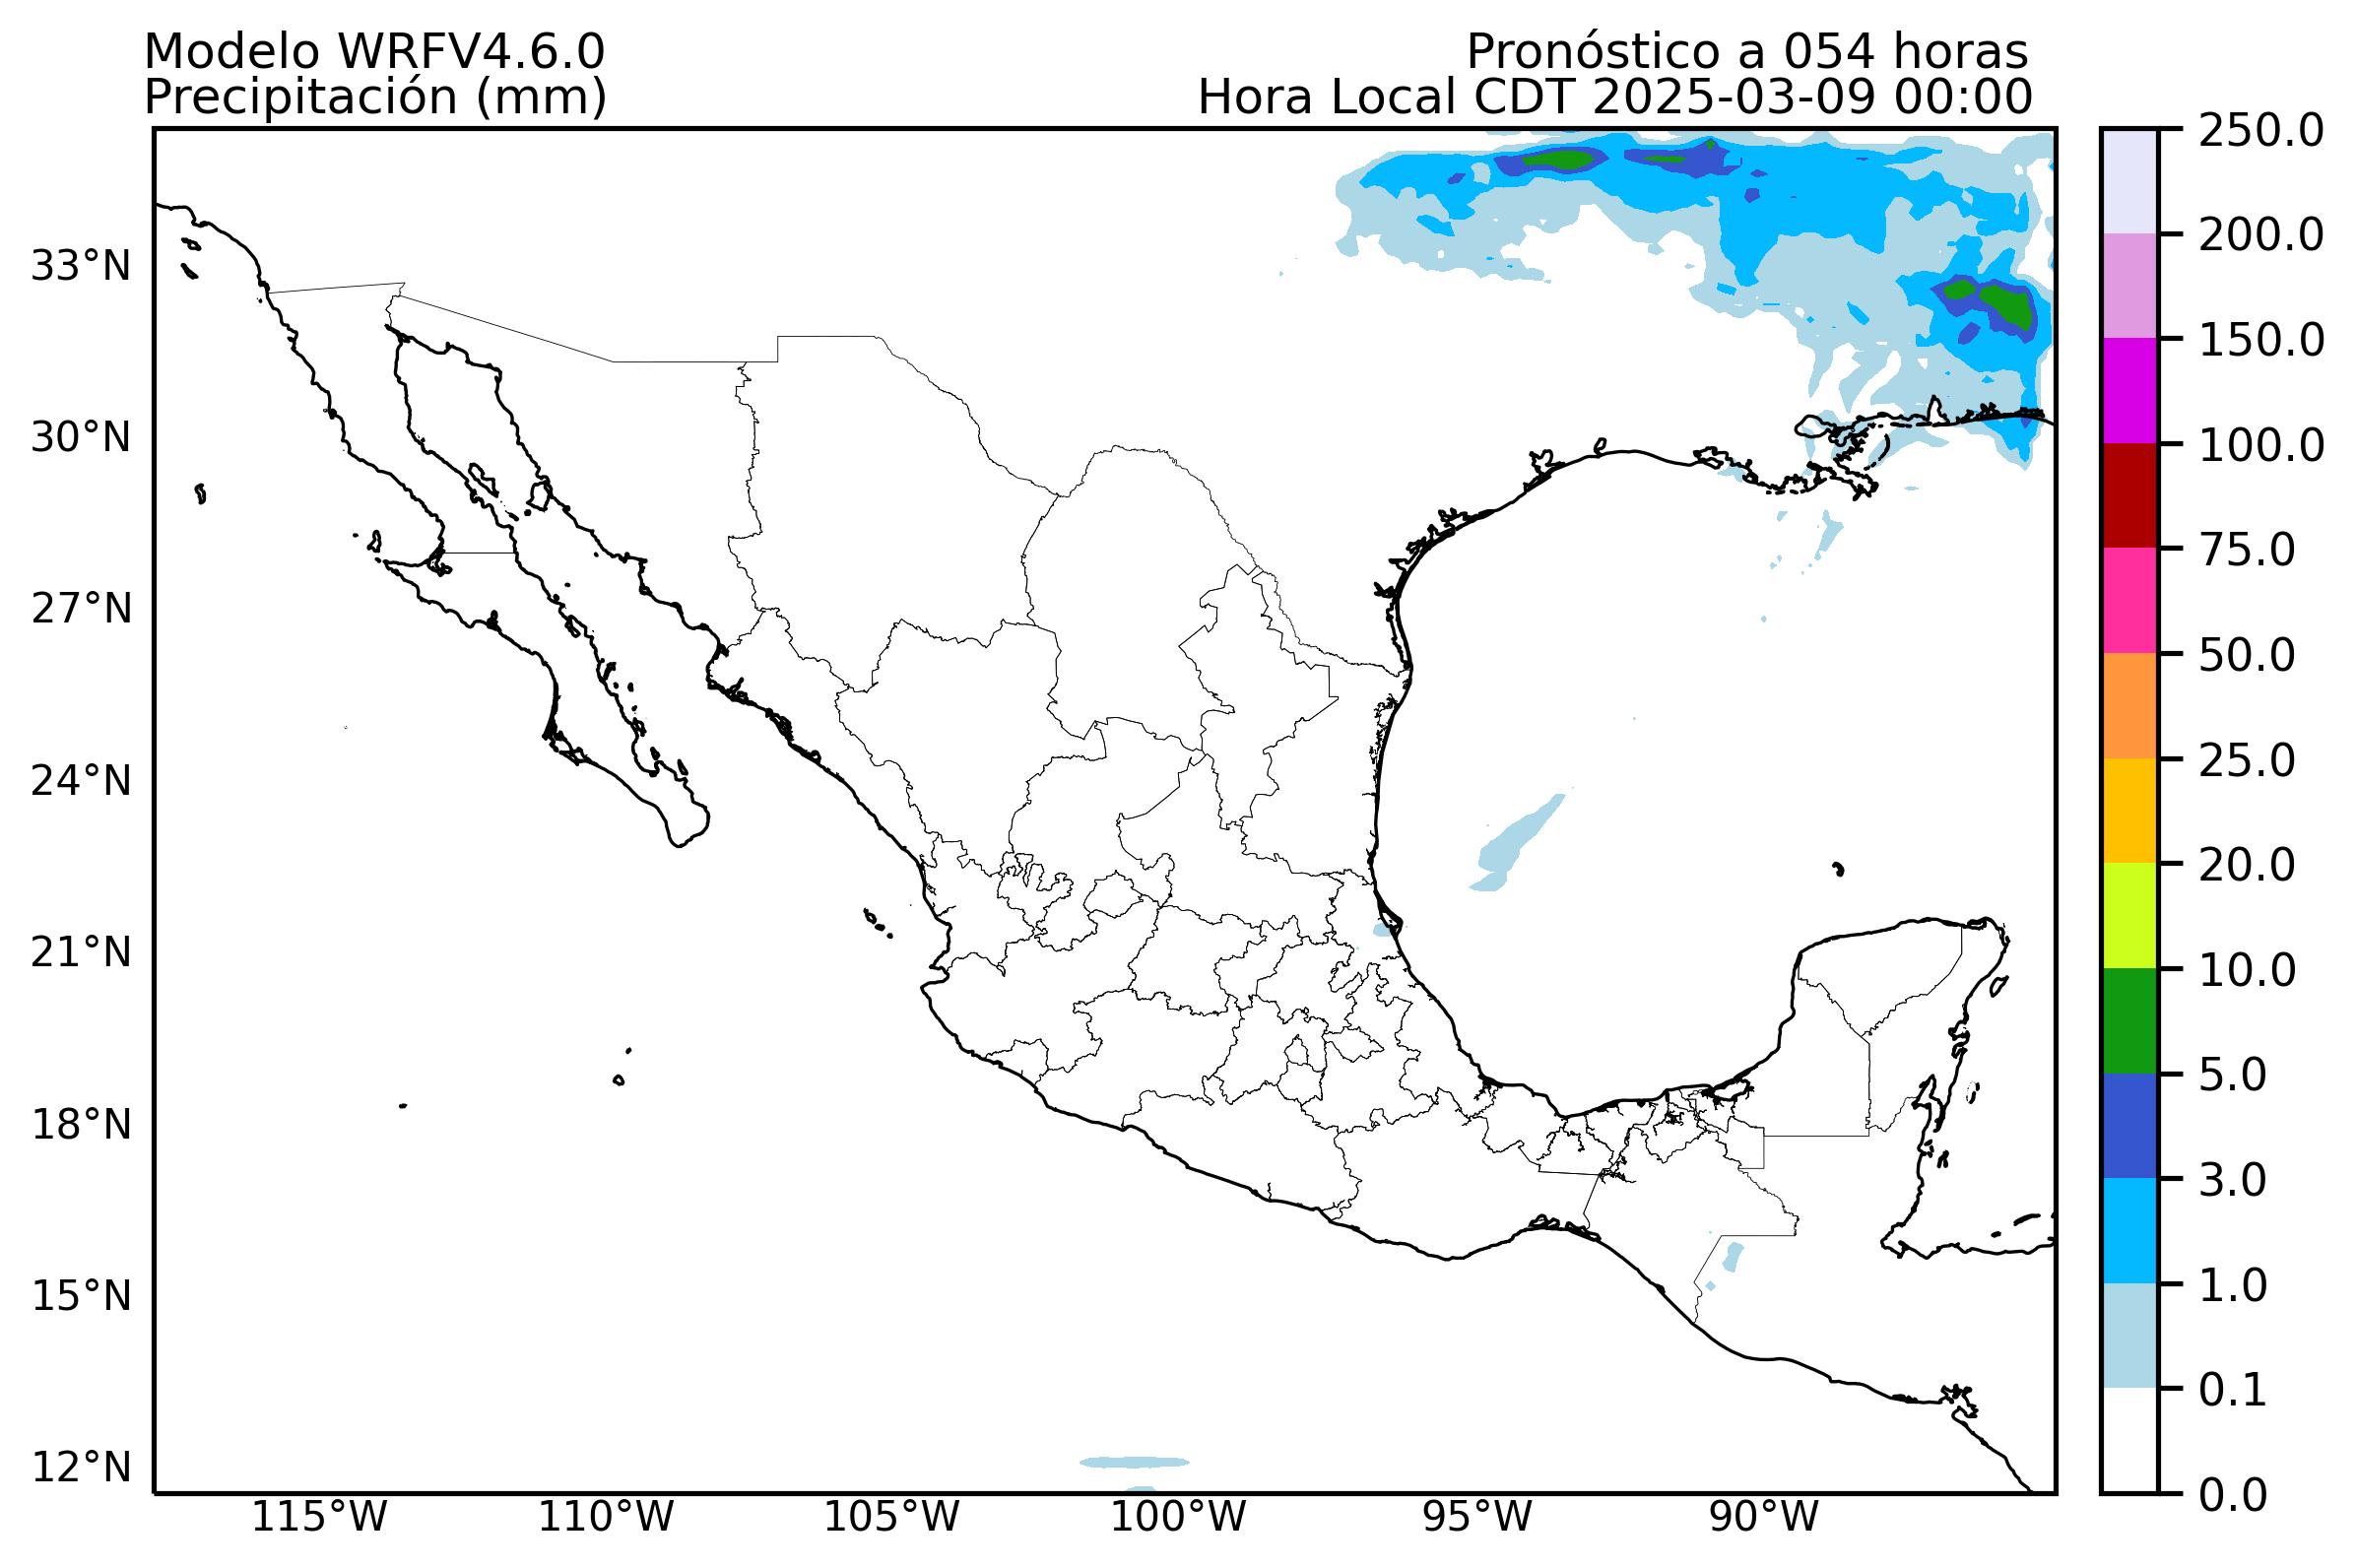 Modelo WRFV4.6.0
Precipitación (mm)
Pronóstico a 054 horas
Hora Local CDT 2025-03-09 00:00
33°N
30°N
27°N
24°N
21°N
18°N
15°N
12°N
115°W
110°W
105°W
100°W
95°W
90°W
250.0
200.0
150.0
100.0
75.0
50.0
25.0
20.0
10.0
5.0
3.0
1.0
0.1
0.0